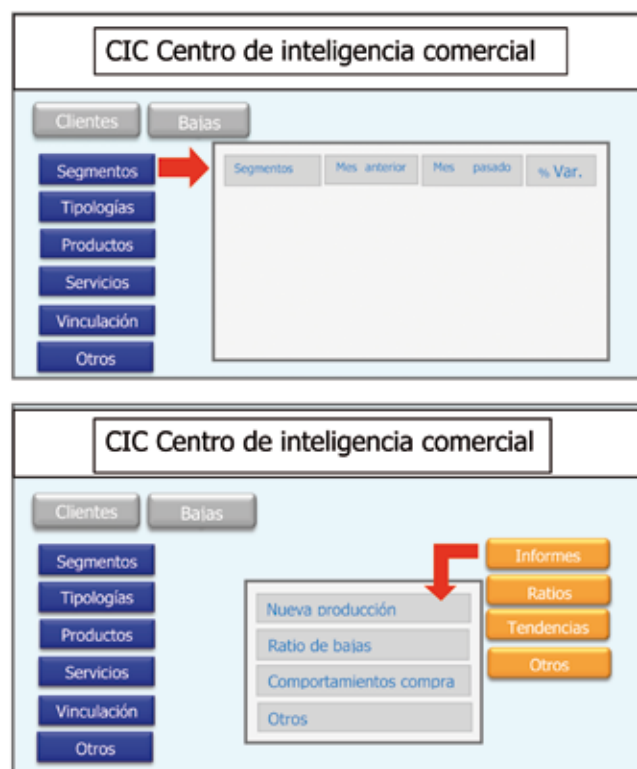 CIC Centro de inteligencia comercial
Clientes Bajas
Segmentos Segmentos Mes anterior Mes pasado % Var.
Tipologías
Productos
Servicios
Vinculación
Otros
CIC Centro de inteligencia comercial
Clientes Bajas
Segmentos Informes
Tipologías Nueva producción Ratios
Productos Ratio de bajas Tendencias
Servicios Comportamientos compra Otros
Vinculación Otros
Otros